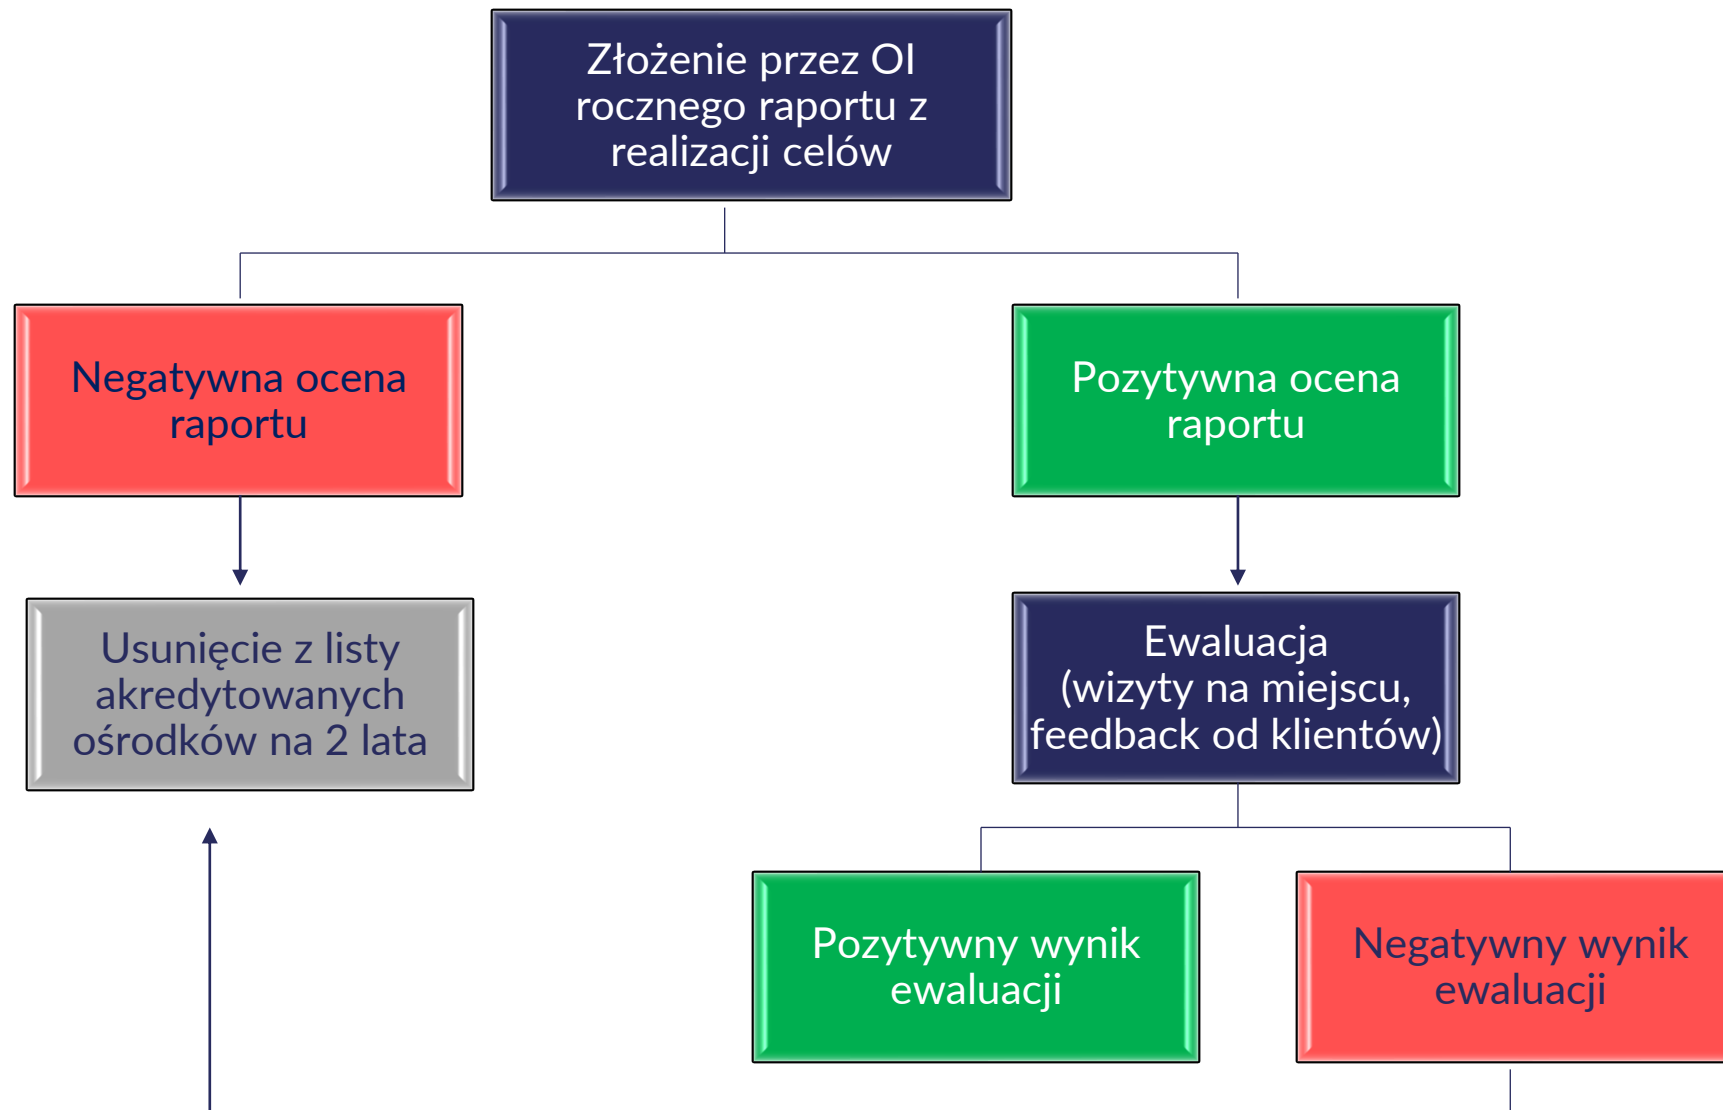 Złożenie przez OI
rocznego raportu z
realizacji celów
Negatywna ocena
raportu
Pozytywna ocena
raportu
Usunięcie z listy
akredytowanych
ośrodków na 2 lata
Ewaluacja
(wizyty na miejscu,
feedback od klientów)
Pozytywny wynik
ewaluacji
Negatywny wynik
ewaluacji